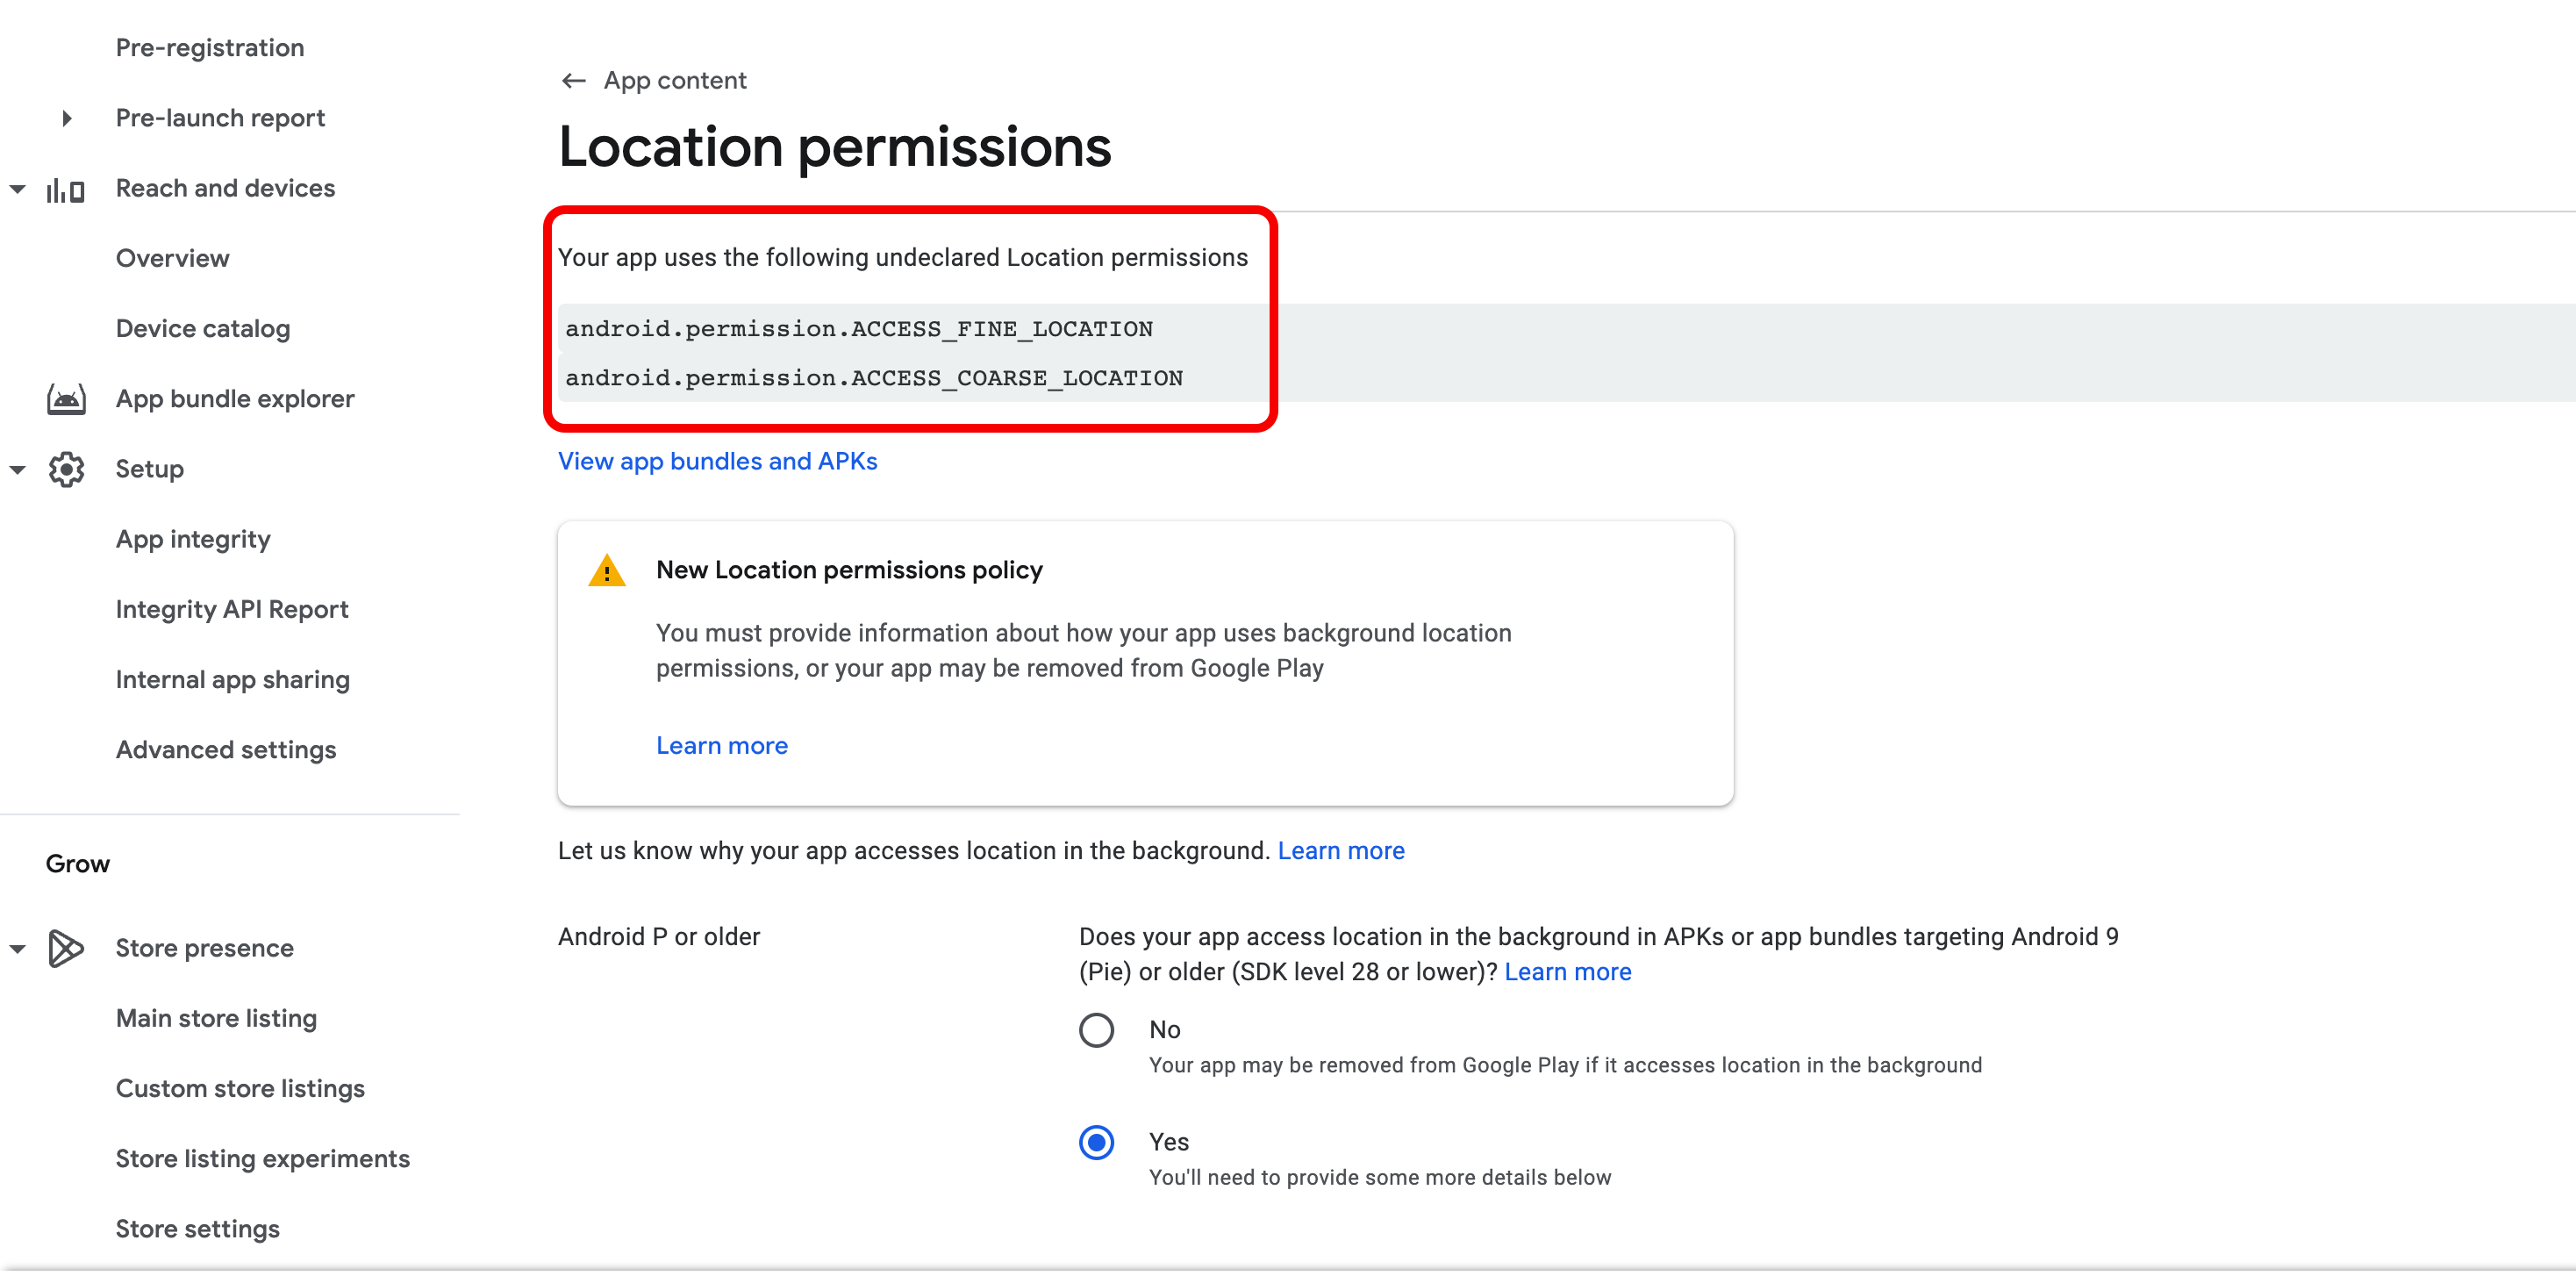 Pre-registration
Pre-launch report
Reach and devices
Overview
Device catalog
App bundle explorer
Setup
App integrity
Integrity API Report
Internal app sharing
Advanced settings
Grow
Store presence
Main store listing
Custom store listings
Store listing experiments
Store settings
App content
Location permissions
Your app uses the following undeclared Location permissions
android.permission.ACCESS_FINE_LOCATION
android.permission.ACCESS_COARSE_LOCATION
View app bundles and APKs
New Location permissions policy
You must provide information about how your app uses background location
permissions, or your app may be removed from Google Play
Learn more
Let us know why your app accesses location in the background. Learn more
Android P or older
Does your app access location in the background in APKs or app bundles targeting Android 9
(Pie) or older (SDK level 28 or lower)? Learn more
No
Your app may be removed from Google Play if it accesses location in the background
Yes
You'll need to provide some more details below